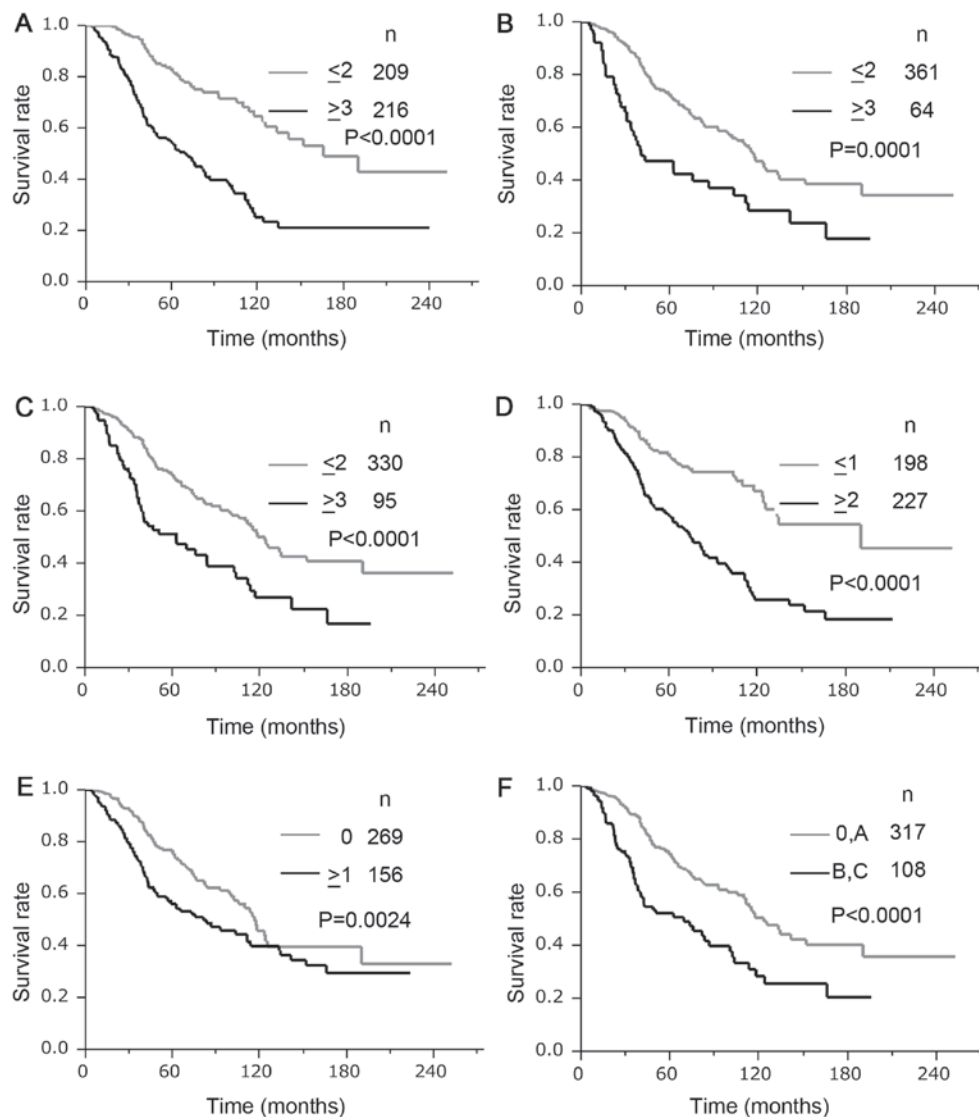 A
n
≤2 209
≥3 216
P<0.0001
Survival rate
1.0
0.8
0.6
0.4
0.2
0.0
0 60 120 180 240
Time (months)
B
n
≤2 361
≥3 64
P=0.0001
Survival rate
1.0
0.8
0.6
0.4
0.2
0.0
0 60 120 180 240
Time (months)
C
n
≤2 330
≥3 95
P<0.0001
Survival rate
1.0
0.8
0.6
0.4
0.2
0.0
0 60 120 180 240
Time (months)
D
n
≤1 198
≥2 227
P<0.0001
Survival rate
1.0
0.8
0.6
0.4
0.2
0.0
0 60 120 180 240
Time (months)
E
n
0 269
≥1 156
P=0.0024
Survival rate
1.0
0.8
0.6
0.4
0.2
0.0
0 60 120 180 240
Time (months)
F
n
0,A 317
B,C 108
P<0.0001
Survival rate
1.0
0.8
0.6
0.4
0.2
0.0
0 60 120 180 240
Time (months)